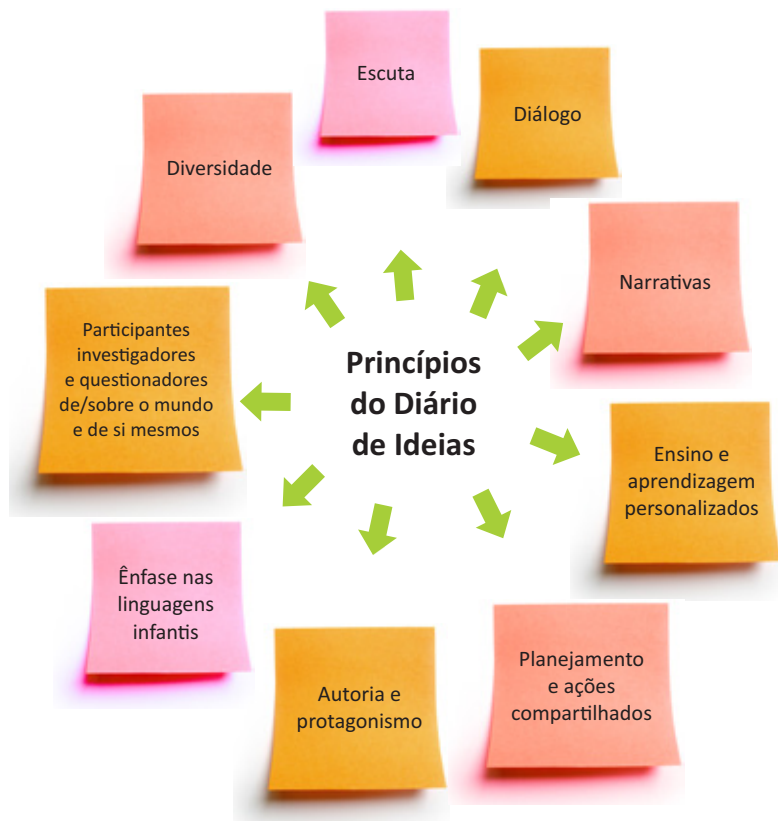 Escuta
Diálogo
Diversidade
Narrativas
Participantes
investigadores
e questionadores
de/sobre o mundo
e de si mesmos
Princípios
do Diário
de Ideias
Ensino e
aprendizagem
personalizados
Ênfase nas
linguagens
infantis
Autoria e
protagonismo
Planejamento
e ações
compartilhados